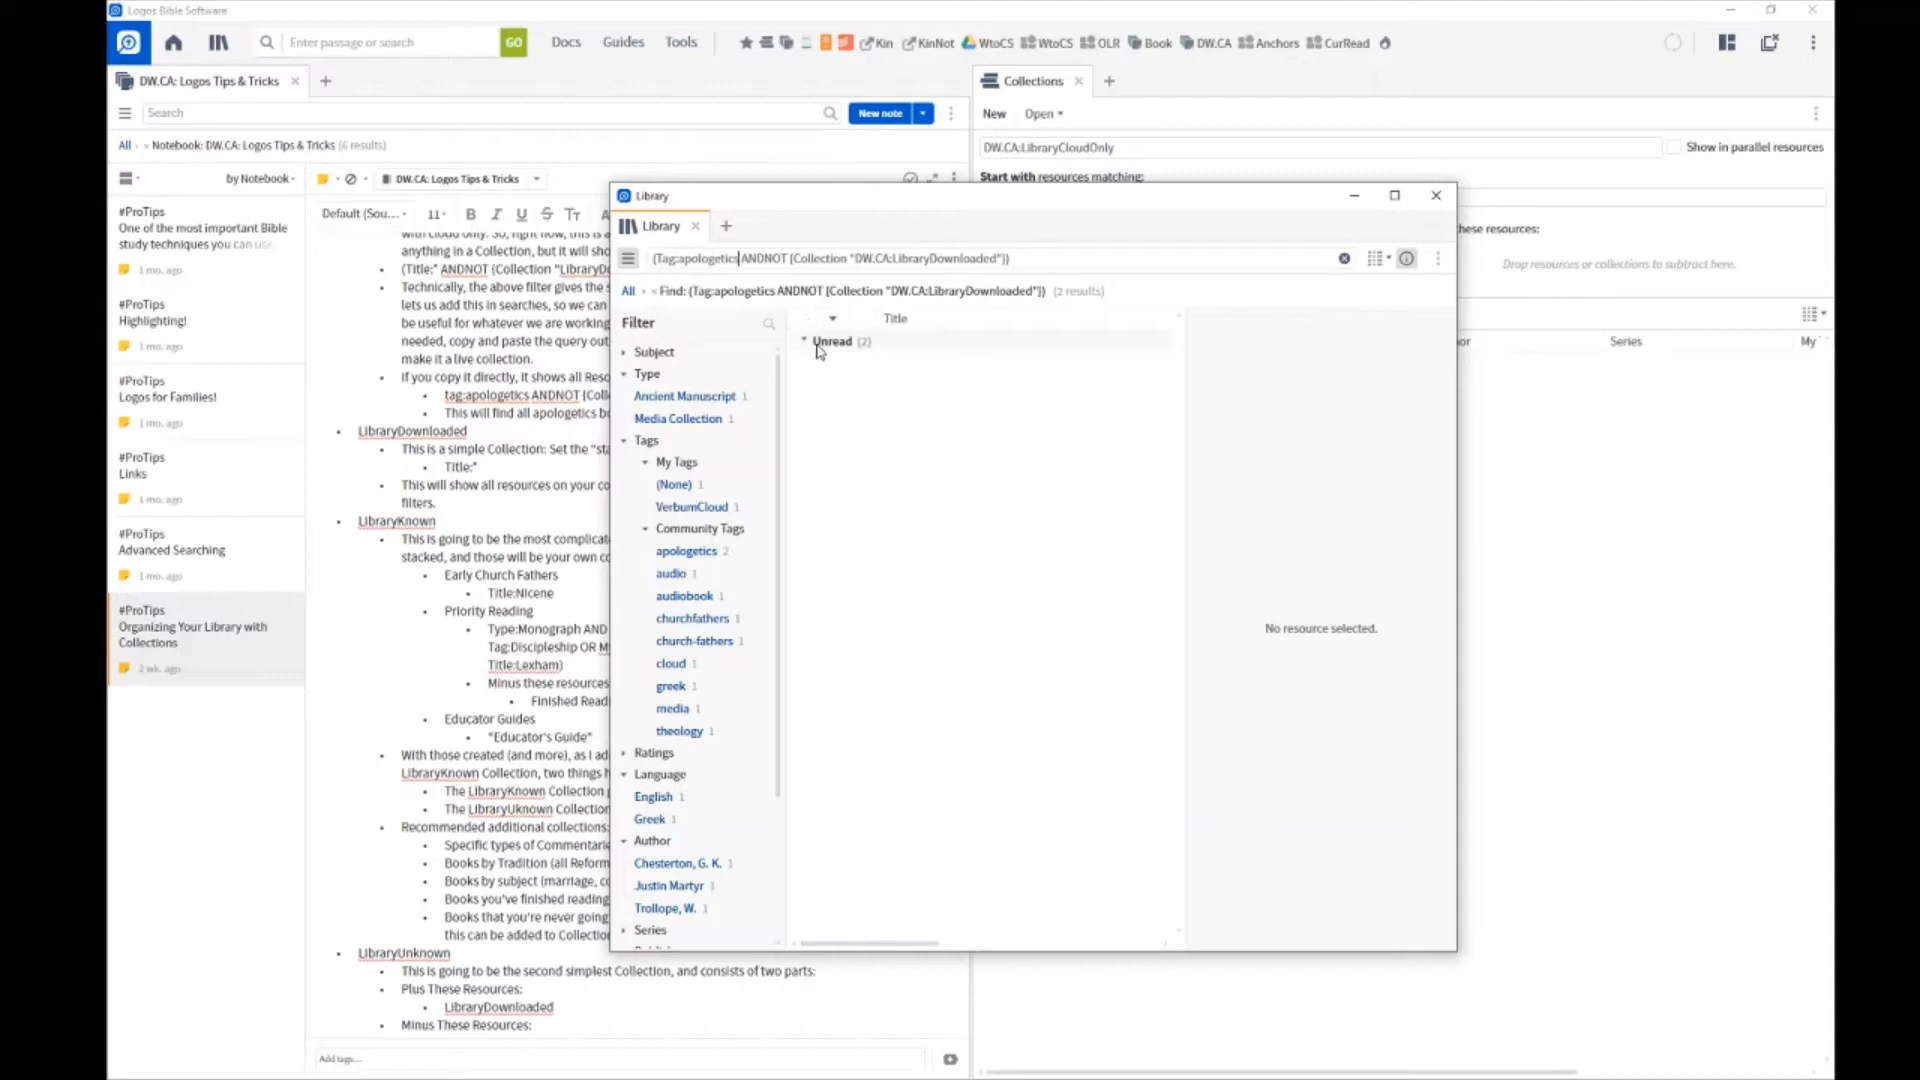 Logos Bible Software
Enter passage or search
GO
Docs
Guides
Tools
Kin
KinNot
WtoCS
WtoCS
OLR
Book
DW.CA
Anchors
CurRead
DW.CA: Logos Tips & Tricks
Search
New note
All
Notebook: DW.CA: Logos Tips & Tricks (6 results)
by Notebook
DW.CA: Logos Tips & Tricks
Default (Sou...
11
#ProTips
One of the most important Bible
study techniques you can use,
1 mo. ago
#ProTips
Highlighting!
1 mo. ago
#ProTips
Logos for Families!
1 mo. ago
#ProTips
Links
1 mo. ago
#ProTips
Advanced Searching
1 mo. ago
#ProTips
Organizing Your Library with
Collections
2 wk. ago
with cloud only. So, right now, this is a
anything in a Collection, but it will sho
(Title:* ANDNOT {Collection "LibraryDo
Technically, the above filter gives the s
lets us add this in searches, so we can
be useful for whatever we are working
needed, copy and paste the query out
make it a live collection.
If you copy it directly, it shows all Reso
tag:apologetics ANDNOT {Coll
This will find all apologetics bo
LibraryDownloaded
This is a simple Collection: Set the "sta
Title:*
This will show all resources on your co
filters.
LibraryKnown
This is going to be the most complicat
stacked, and those will be your own co
Early Church Fathers
Title:Nicene
Priority Reading
Type:Monograph AND
Tag:Discipleship OR M
Title:Lexham)
Minus these resources
Finished Readi
Educator Guides
"Educator's Guide"
With those created (and more), as I ad
LibraryKnown Collection, two things h
The LibraryKnown Collection
The LibraryUknown Collection
Recommended additional collections:
Specific types of Commentarie
Books by Tradition (all Reform
Books by subject (marriage, co
Books you've finished reading
Books that you're never going
this can be added to Collection
LibraryUnknown
This is going to be the second simplest Collection, and consists of two parts:
Plus These Resources:
LibraryDownloaded
Minus These Resources:
Add tags...
Library
Library
(Tag:apologetics ANDNOT {Collection "DW.CA:LibraryDownloaded"})
All
Find: (Tag:apologetics ANDNOT {Collection "DW.CA:LibraryDownloaded"}) (2 results)
Filter
Subject
Type
Ancient Manuscript 1
Media Collection 1
Tags
My Tags
(None) 1
VerbumCloud 1
Community Tags
apologetics 2
audio 1
audiobook 1
churchfathers 1
church-fathers 1
cloud 1
greek 1
media 1
theology 1
Ratings
Language
English 1
Greek 1
Author
Chesterton, G. K. 1
Justin Martyr 1
Trollope, W. 1
Series
Title
Unread (2)
No resource selected.
Collections
New
Open
DW.CA:LibraryCloudOnly
Show in parallel resources
Start with resources matching:
hese resources:
Drop resources or collections to subtract here.
or
Series
My